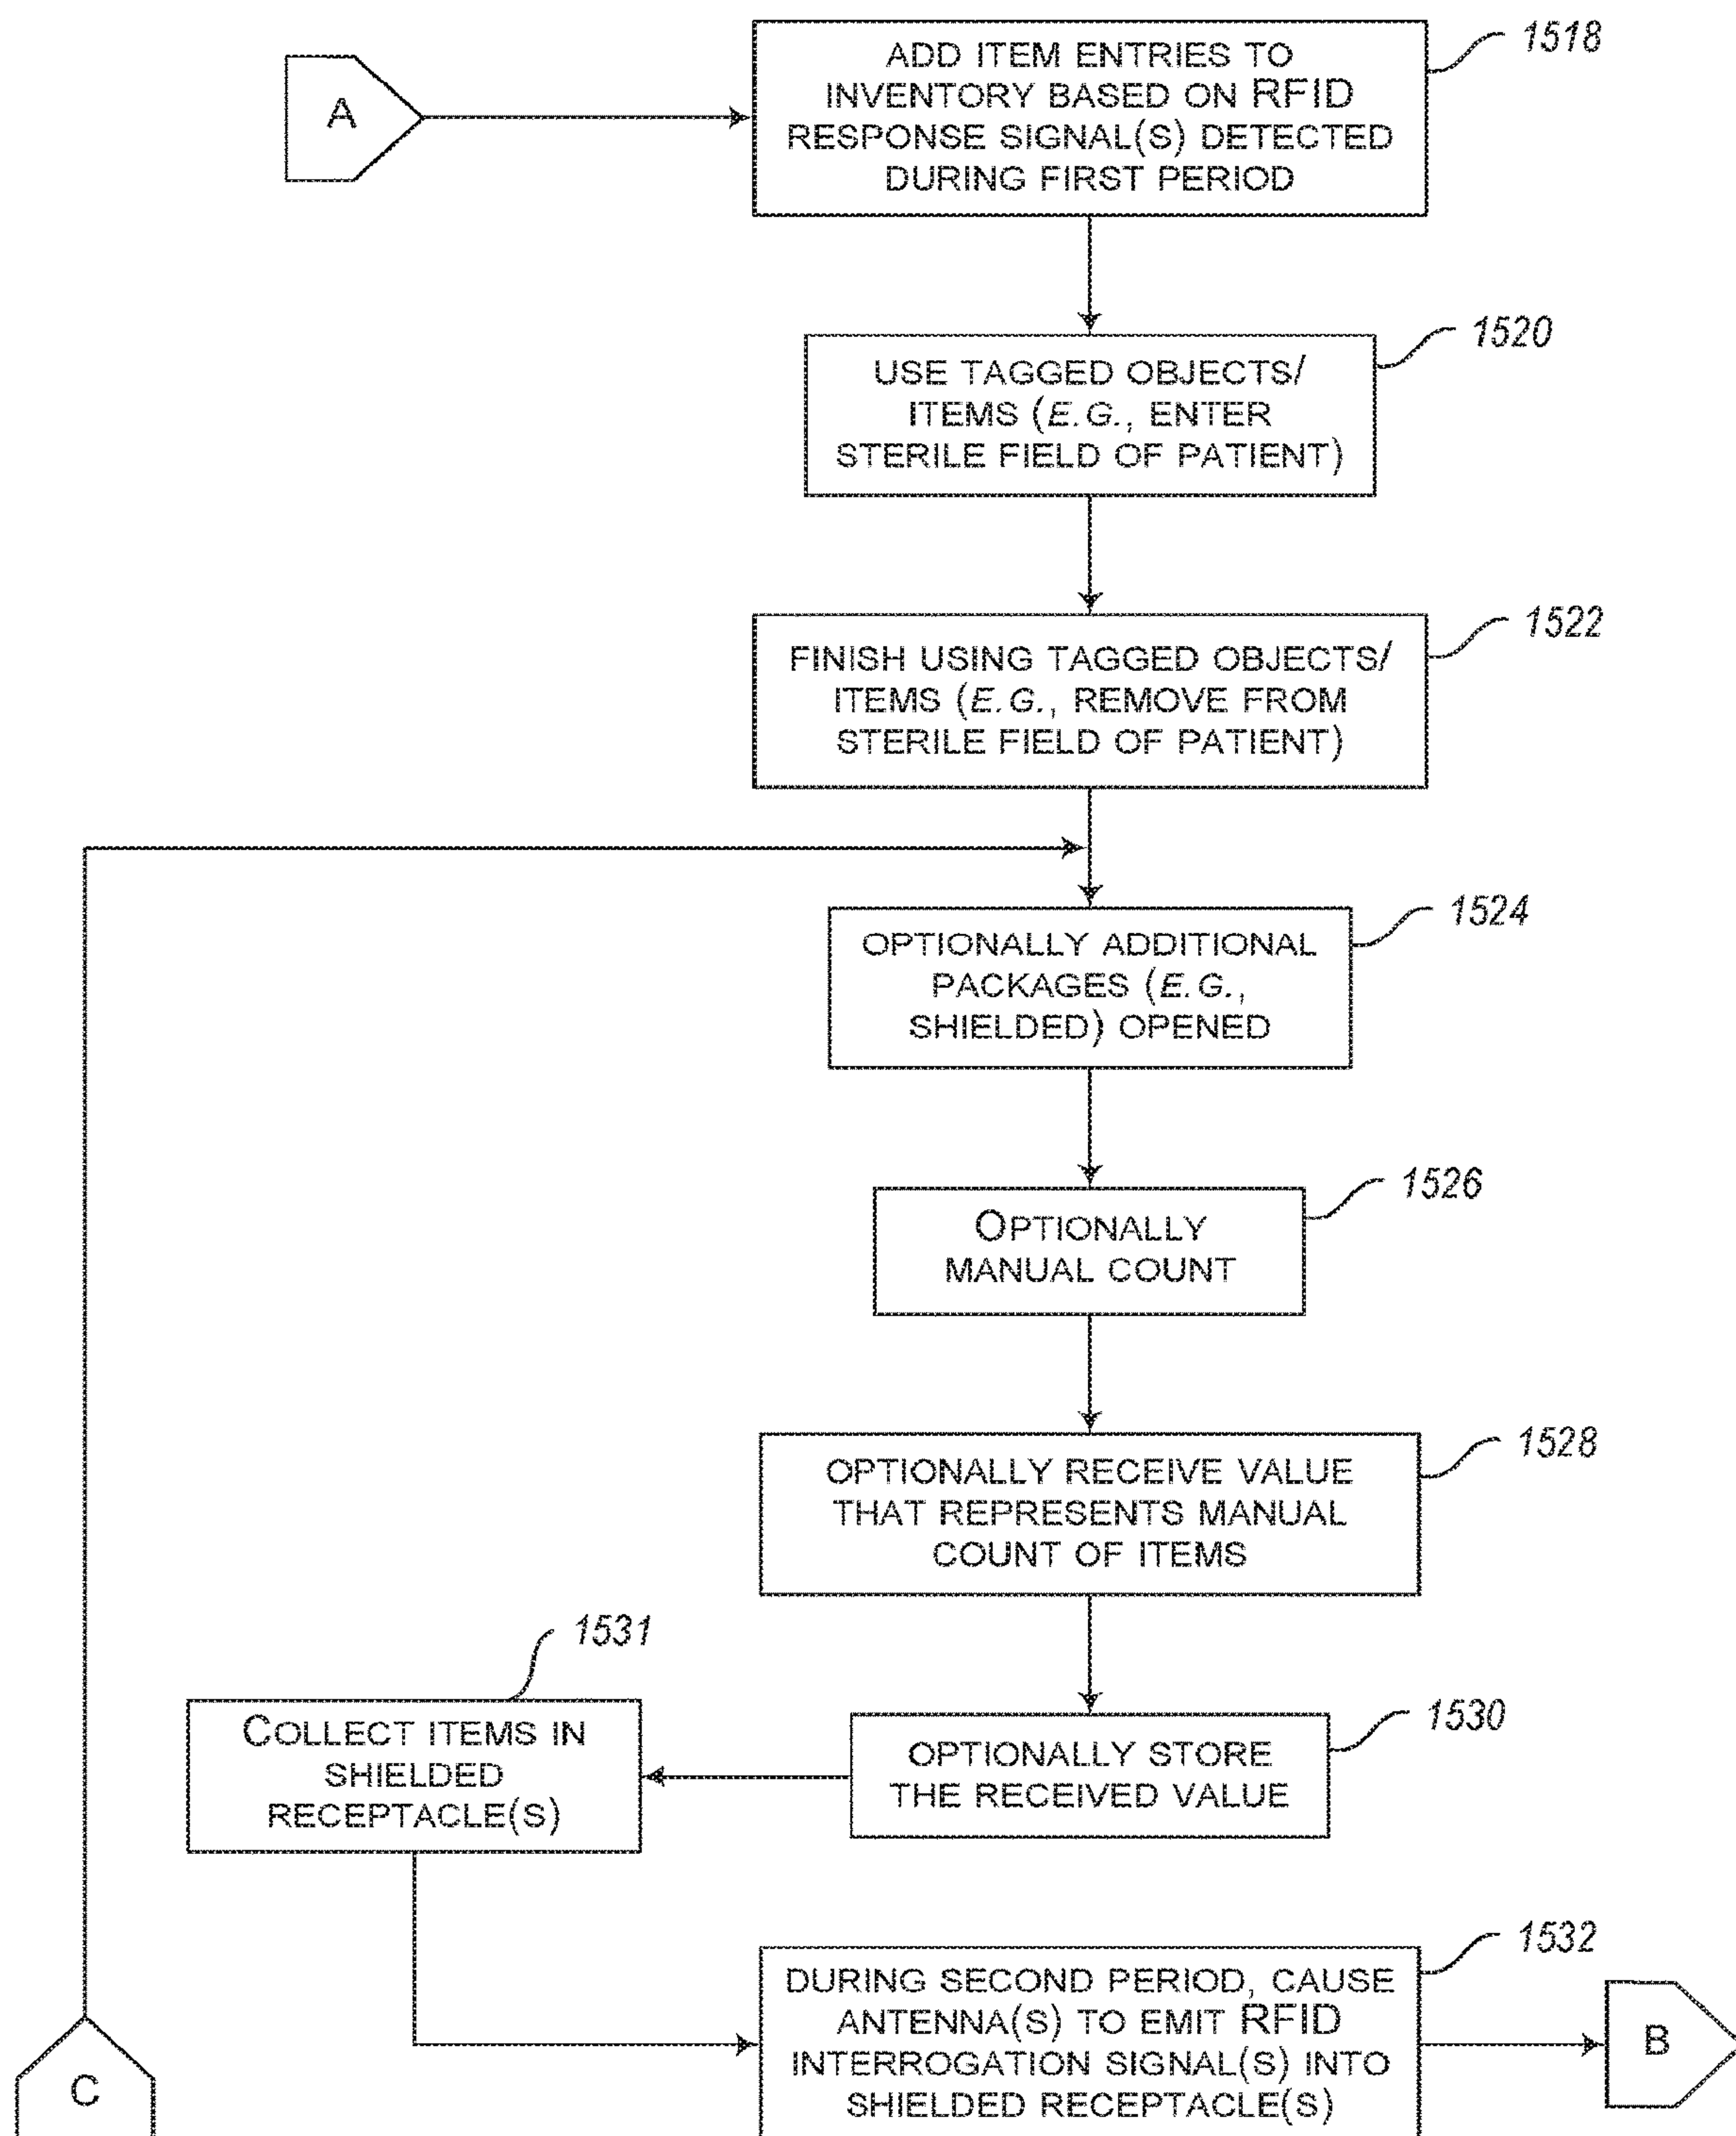 A
ADD ITEM ENTRIES TO
INVENTORY BASED ON RFID
RESPONSE SIGNAL(S) DETECTED
DURING FIRST PERIOD
1518
USE TAGGED OBJECTS/
ITEMS (E.G., ENTER
STERILE FIELD OF PATIENT)
1520
FINISH USING TAGGED OBJECTS/
ITEMS (E.G., REMOVE FROM
STERILE FIELD OF PATIENT)
1522
OPTIONALLY ADDITIONAL
PACKAGES (E.G.,
SHIELDED) OPENED
1524
OPTIONALLY
MANUAL COUNT
1526
OPTIONALLY RECEIVE VALUE
THAT REPRESENTS MANUAL
COUNT OF ITEMS
1528
OPTIONALLY STORE
THE RECEIVED VALUE
1530
COLLECT ITEMS IN
SHIELDED
RECEPTACLE(S)
1531
DURING SECOND PERIOD, CAUSE
ANTENNA(S) TO EMIT RFID
INTERROGATION SIGNAL(S) INTO
SHIELDED RECEPTACLE(S)
1532
B
C